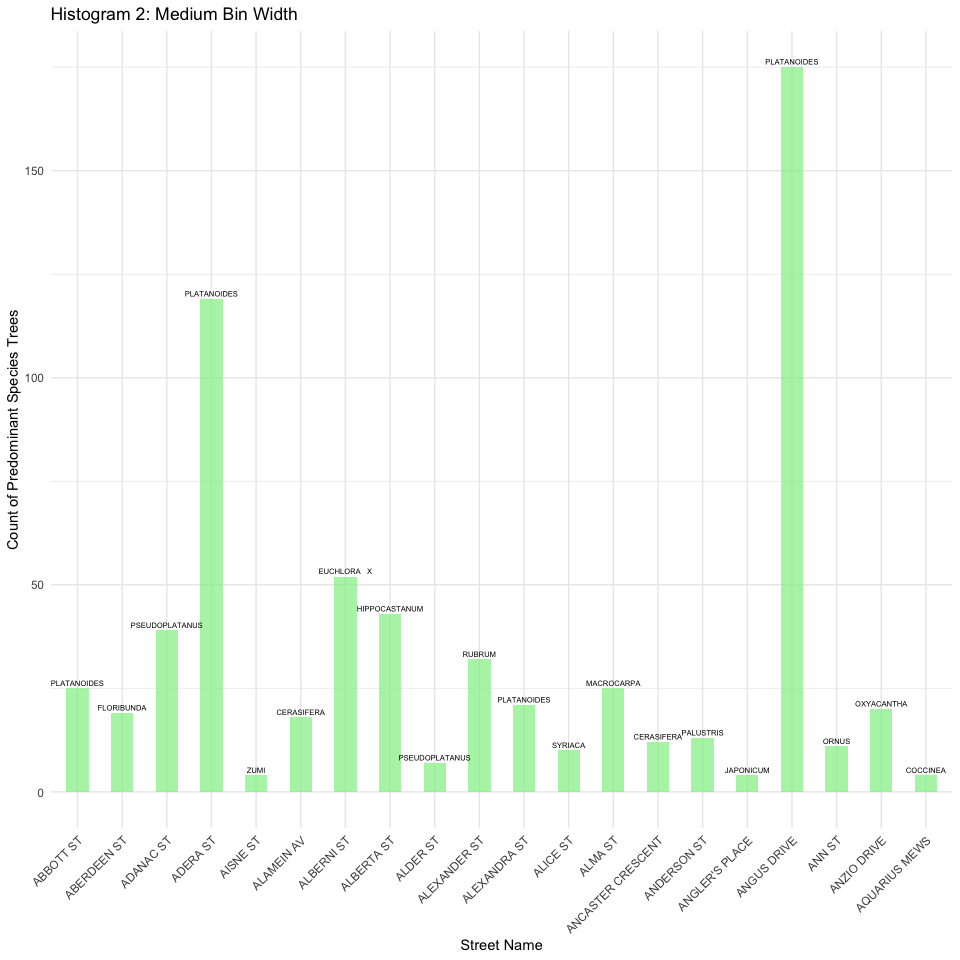 Histogram 2: Medium Bin Width
Count of Predominant Species Trees
150
100
50
0
PLATANOIDES
FLORIBUNDA
PSEUDOPLATANUS
PLATANOIDES
ZUMI
CERASIFERA
EUCHLORA X
HIPPOCASTANUM
PSEUDOPLATANUS
RUBRUM
PLATANOIDES
SYRIACA
MACROCARPA
CERASIFERA
PALUSTRIS
JAPONICUM
PLATANOIDES
ORNUS
OXYACANTHA
COCCINEA
ABBOTT ST
ABERDEEN ST
ADANAC ST
ADERA ST
AISNE ST
ALAMEIN AV
ALBERNI ST
ALBERTA ST
ALDER ST
ALEXANDER ST
ALEXANDRA ST
ALICE ST
ALMA ST
ANCASTER CRESCENT
ANDERSON ST
ANGLER'S PLACE
ANGUS DRIVE
ANN ST
ANZIO DRIVE
AQUARIUS MEWS
Street Name